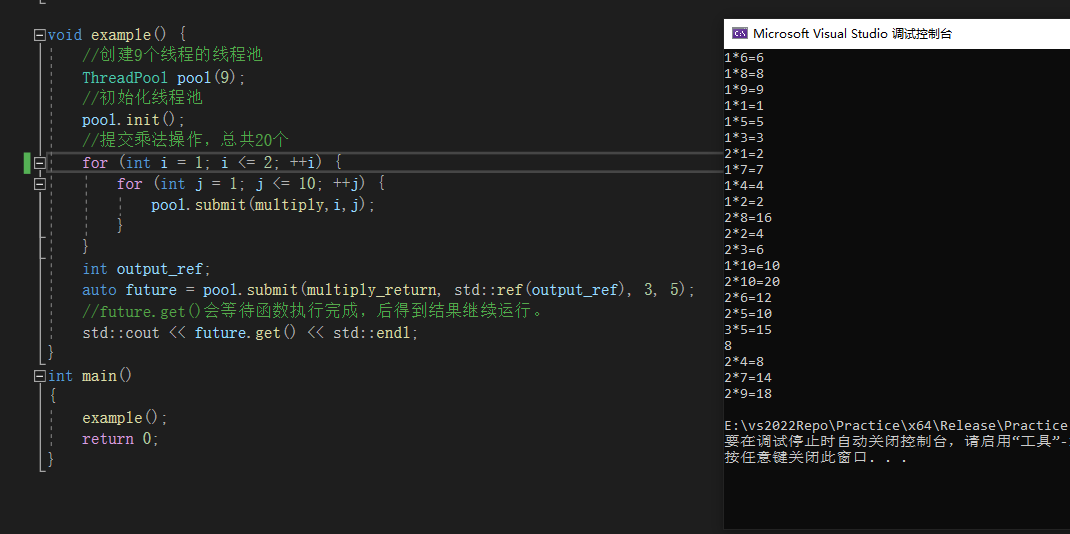 void example() {
//创建9个线程的线程池
ThreadPool pool(9);
//初始化线程池
pool.init();
//提交乘法操作，总共20个
for (int i = 1; i <= 2; ++i) {
for (int j = 1; j <= 10; ++j) {
pool.submit(multiply,i,j);
}
}
int output_ref;
auto future = pool.submit(multiply_return, std::ref(output_ref), 3, 5);
//future.get()会等待函数执行完成，后得到结果继续运行。
std::cout << future.get() << std::endl;
}
int main()
{
example();
return 0;
}
Microsoft Visual Studio 调试控制台
1*6=6
1*8=8
1*9=9
1*1=1
1*5=5
1*3=3
2*1=2
1*7=7
1*4=4
1*2=2
2*8=16
2*2=4
2*3=6
1*10=10
2*10=20
2*6=12
2*5=10
3*5=15
8
2*4=8
2*7=14
2*9=18
E:\vs2022Repo\Practice\x64\Release\Practice
要在调试停止时自动关闭控制台，请启用“工具”-
按任意键关闭此窗口. . .